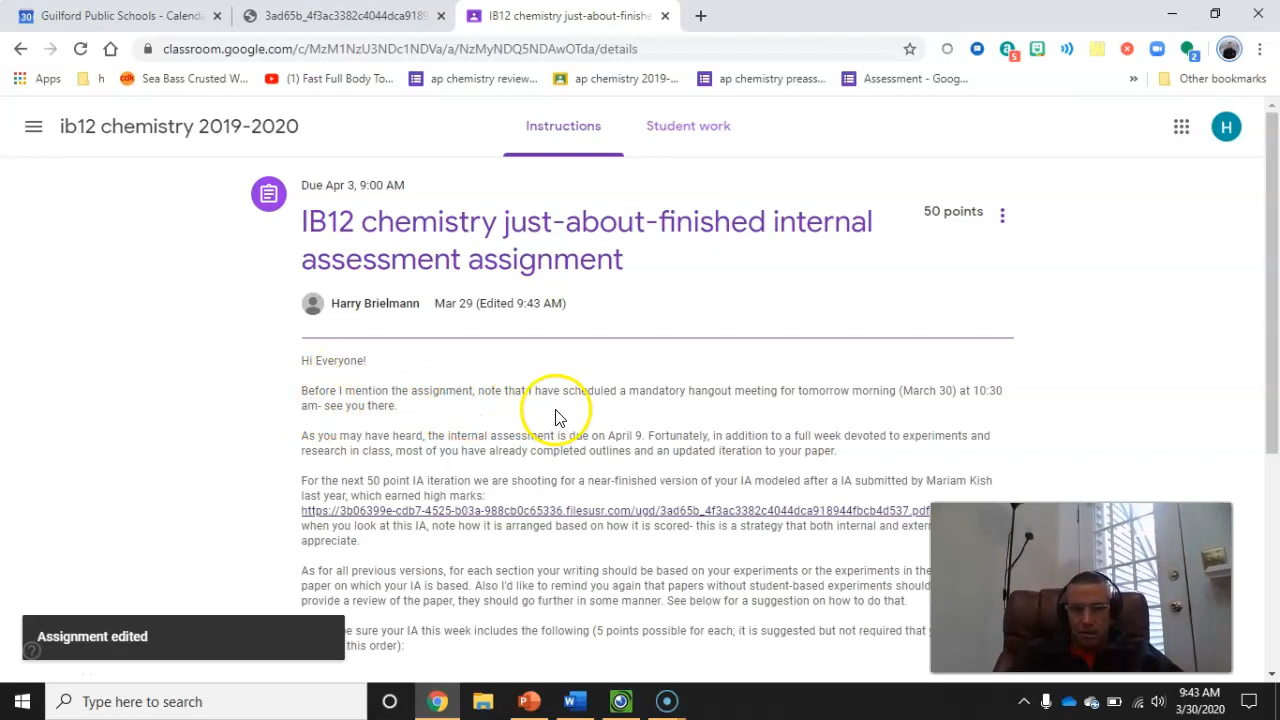 Guilford Public Schools - Calenda
3ad65b_4f3ac3382c4044dca9189
IB12 chemistry just-about-finishe
classroom.google.com/c/MzM1NzU3NDc1NDVa/a/NzMyNDQ5NDAwOTda/details
Apps
h
Sea Bass Crusted W...
(1) Fast Full Body To...
ap chemistry review...
ap chemistry 2019-...
ap chemistry preass...
Assessment - Goog...
Other bookmarks
ib12 chemistry 2019-2020
Instructions
Student work
H
Due Apr 3, 9:00 AM
IB12 chemistry just-about-finished internal
assessment assignment
50 points
Harry Brielmann Mar 29 (Edited 9:43 AM)
Hi Everyone!
Before I mention the assignment, note that I have scheduled a mandatory hangout meeting for tomorrow morning (March 30) at 10:30
am- see you there.
As you may have heard, the internal assessment is due on April 9. Fortunately, in addition to a full week devoted to experiments and
research in class, most of you have already completed outlines and an updated iteration to your paper.
For the next 50 point IA iteration we are shooting for a near-finished version of your IA modeled after a IA submitted by Mariam Kish
last year, which earned high marks:
https://3b06399e-cdb7-4525-b03a-988cb0c65336.filesusr.com/ugd/3ad65b_4f3ac3382c4044dca918944fbcb4d537.pdf
when you look at this IA, note how it is arranged based on how it is scored- this is a strategy that both internal and exter
appreciate.
As for all previous versions, for each section your writing should be based on your experiments or the experiments in the
paper on which your IA is based. Also I'd like to remind you again that papers without student-based experiments should
provide a review of the paper, they should go further in some manner. See below for a suggestion on how to do that.
be sure your IA this week includes the following (5 points possible for each; it is suggested but not required that
this order):
Assignment edited
Type here to search
9:43 AM
3/30/2020